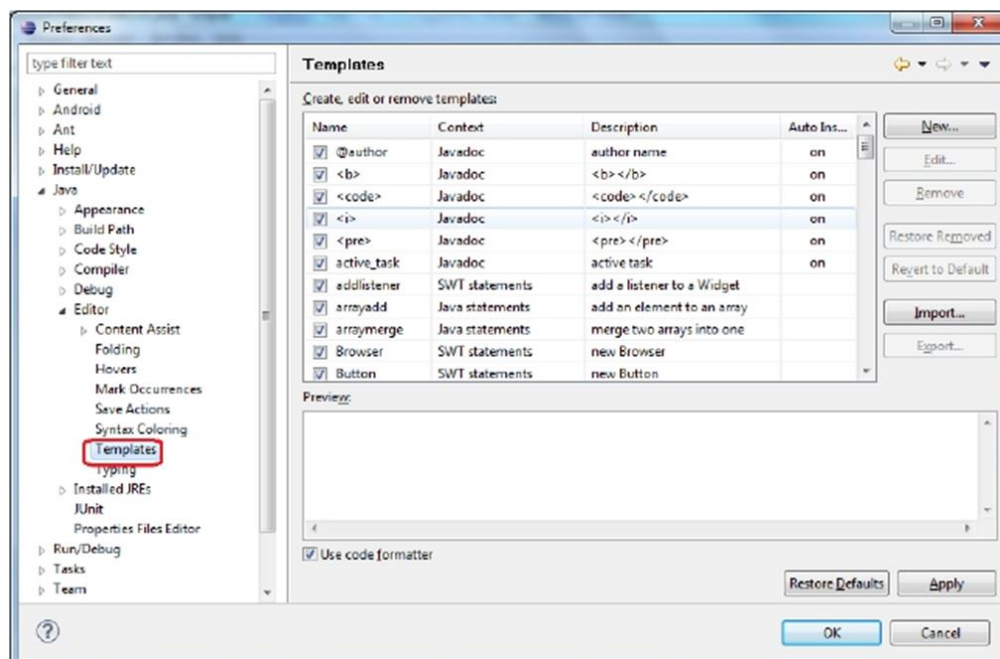 Preferences
type filter text
General
Android
Ant
Help
Install/Update
Java
Appearance
Build Path
Code Style
Compiler
Debug
Editor
Content Assist
Folding
Hovers
Mark Occurrences
Save Actions
Syntax Coloring
Templates
Typing
Installed JREs
JUnit
Properties Files Editor
Run/Debug
Tasks
Team
Templates
Create, edit or remove templates:
Name Context Description Auto Ins...
@author Javadoc author name on
<b> Javadoc <b></b> on
<code> Javadoc <code></code> on
<i> Javadoc <i></i> on
<pre> Javadoc <pre></pre> on
active_task Javadoc active task on
addlistener SWT statements add a listener to a Widget
arrayadd Java statements add an element to an array
arraymerge Java statements merge two arrays into one
Browser SWT statements new Browser
Button SWT statements new Button
New...
Edit...
Remove
Restore Removed
Revert to Default
Import...
Export...
Preview:
Use code formatter
Restore Defaults Apply
? OK Cancel